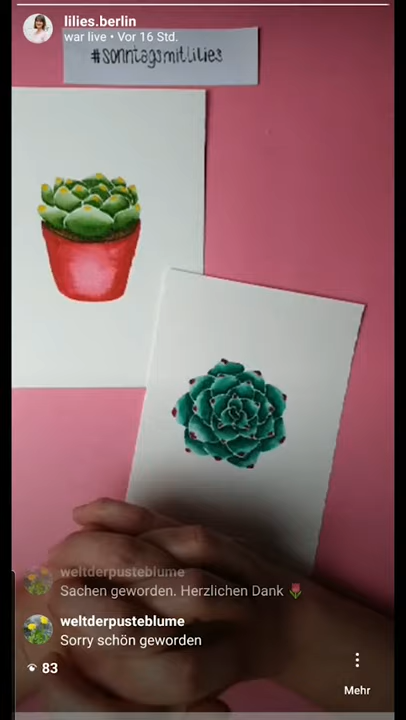 lilies.berlin
war live • Vor 16 Std.
#sonntagsmitlilies
weltderpusteblume
Sachen geworden. Herzlichen Dank 🌷
weltderpusteblume
Sorry schön geworden
83
Mehr